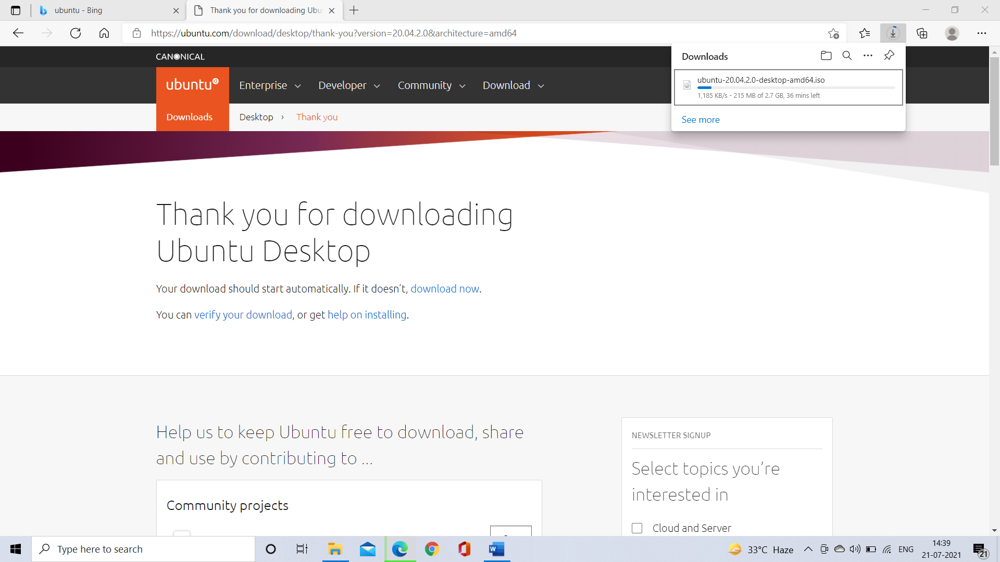 ubuntu - Bing
Thank you for downloading Ubu
https://ubuntu.com/download/desktop/thank-you?version=20.04.2.0&architecture=amd64
CANONICAL
ubuntu
Enterprise
Developer
Community
Download
Downloads
Desktop › Thank you
Downloads
ubuntu-20.04.2.0-desktop-amd64.iso
1,185 KB/s - 215 MB of 2.7 GB, 36 mins left
See more
Thank you for downloading
Ubuntu Desktop
Your download should start automatically. If it doesn’t, download now.
You can verify your download, or get help on installing.
Help us to keep Ubuntu free to download, share
and use by contributing to ...
Community projects
NEWSLETTER SIGNUP
Select topics you’re
interested in
Cloud and Server
Type here to search
33°C Haze
ENG
14:39
21-07-2021
21